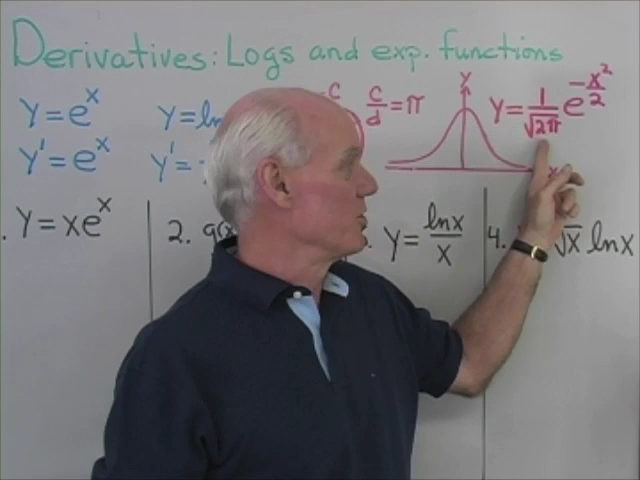 Derivatives: Logs and exp. functions
y = e^x
y' = e^x
y = ln
y' =
c
c/d = π
y
y = 1/√2π e^(-x²/2)
. y = xe^x
2. g(x
. y = lnx/x
4. √x lnx